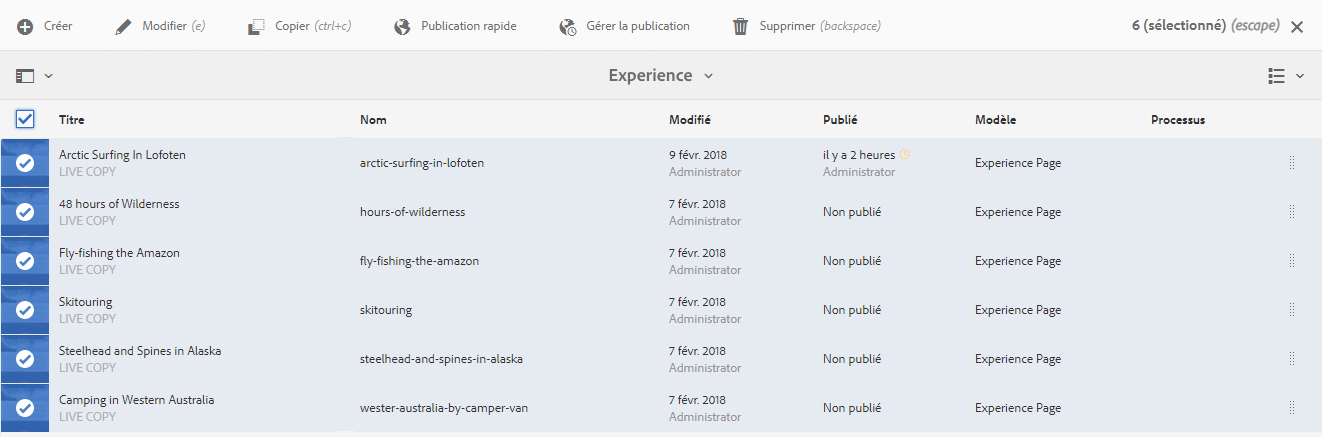 Créer Modifier (e) Copier (ctrl+c) Publication rapide Gérer la publication Supprimer (backspace) 6 (sélectionné) (escape)
Experience
Titre Nom Modifié Publié Modèle Processus
Arctic Surfing In Lofoten 9 févr. 2018 il y a 2 heures
arctic-surfing-in-lofoten Experience Page
LIVE COPY Administrator Administrator
48 hours of Wilderness 7 févr. 2018
hours-of-wilderness Non publié Experience Page
LIVE COPY Administrator
Fly-fishing the Amazon 7 févr. 2018
fly-fishing-the-amazon Non publié Experience Page
LIVE COPY Administrator
Skitouring 7 févr. 2018
skitouring Non publié Experience Page
LIVE COPY Administrator
Steelhead and Spines in Alaska 7 févr. 2018
steelhead-and-spines-in-alaska Non publié Experience Page
LIVE COPY Administrator
Camping in Western Australia 7 févr. 2018
wester-australia-by-camper-van Non publié Experience Page
LIVE COPY Administrator